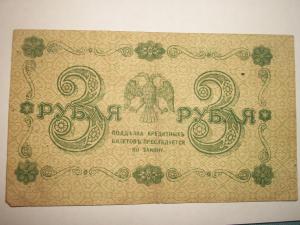 3 3
РУБЛЯ РУБЛЯ
ПОДДѢЛКА КРЕДИТНЫХЪ
БИЛЕТОВЪ ПРЕСЛѢДУЕТСЯ
ПО ЗАКОНУ.